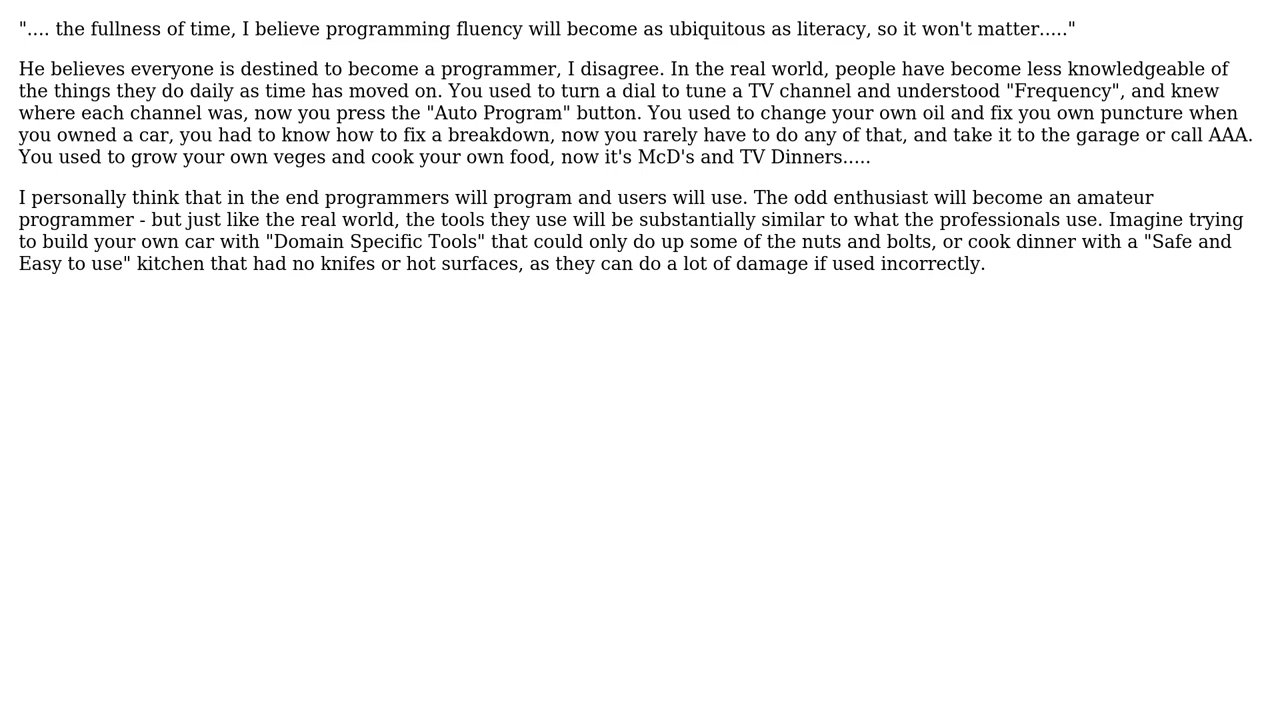 ".... the fullness of time, I believe programming fluency will become as ubiquitous as literacy, so it won't matter....."
He believes everyone is destined to become a programmer, I disagree. In the real world, people have become less knowledgeable of
the things they do daily as time has moved on. You used to turn a dial to tune a TV channel and understood "Frequency", and knew
where each channel was, now you press the "Auto Program" button. You used to change your own oil and fix you own puncture when
you owned a car, you had to know how to fix a breakdown, now you rarely have to do any of that, and take it to the garage or call AAA.
You used to grow your own veges and cook your own food, now it's McD's and TV Dinners.....
I personally think that in the end programmers will program and users will use. The odd enthusiast will become an amateur
programmer - but just like the real world, the tools they use will be substantially similar to what the professionals use. Imagine trying
to build your own car with "Domain Specific Tools" that could only do up some of the nuts and bolts, or cook dinner with a "Safe and
Easy to use" kitchen that had no knifes or hot surfaces, as they can do a lot of damage if used incorrectly.